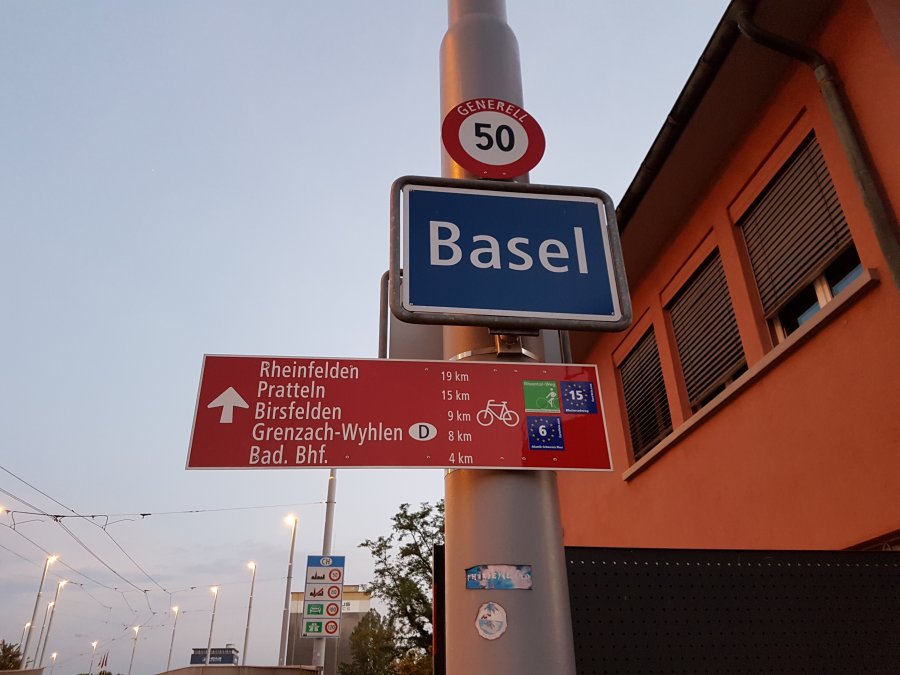 GENERELL
50
Basel
Rheinfelden 19 km
Pratteln 15 km
Birsfelden 9 km
Grenzach-Wyhlen D 8 km
Bad. Bhf. 4 km
15
6
CH